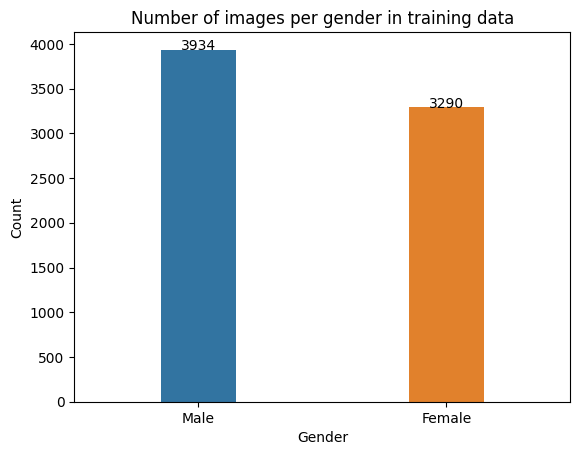 Number of images per gender in training data
4000
3500
3000
2500
2000
1500
1000
500
0
Count
3934
3290
Male
Female
Gender